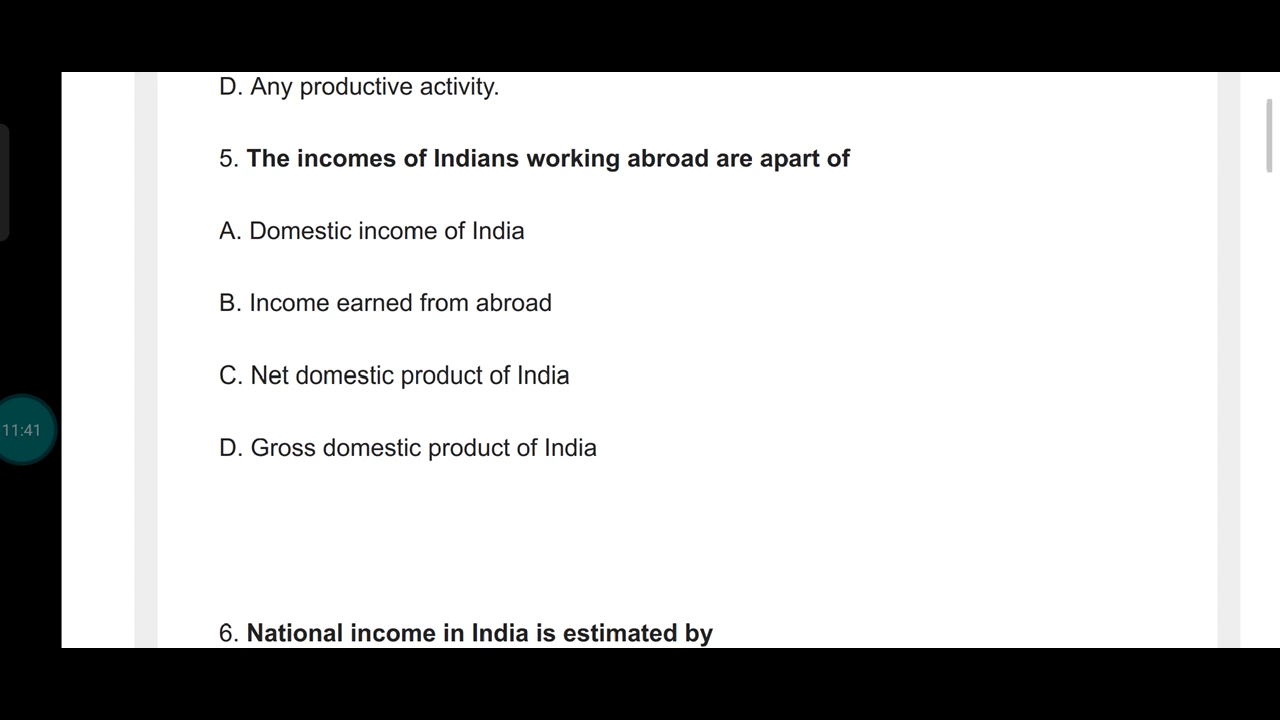 D. Any productive activity.
5. The incomes of Indians working abroad are apart of
A. Domestic income of India
B. Income earned from abroad
C. Net domestic product of India
11:41
D. Gross domestic product of India
6. National income in India is estimated by